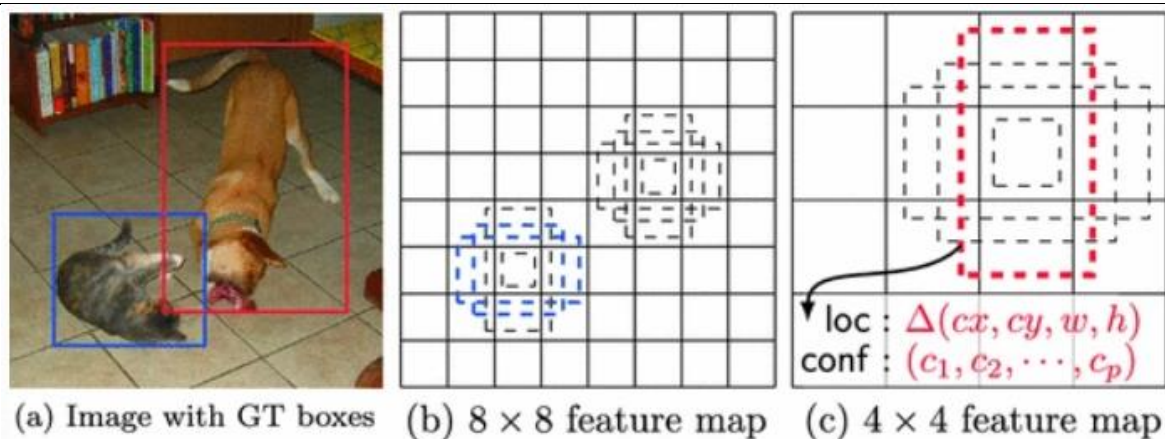 loc : Δ(cx, cy, w, h)
conf : (c₁, c₂, ⋯, cₚ)
(a) Image with GT boxes
(b) 8 × 8 feature map
(c) 4 × 4 feature map